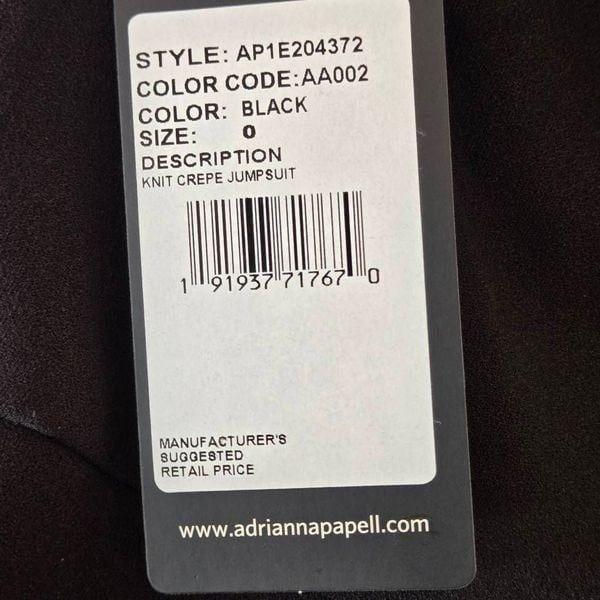 STYLE: AP1E204372
COLOR CODE:AA002
COLOR: BLACK
SIZE: 0
DESCRIPTION
KNIT CREPE JUMPSUIT
1 91937 71767 0
MANUFACTURER'S
SUGGESTED
RETAIL PRICE
www.adriannapapell.com